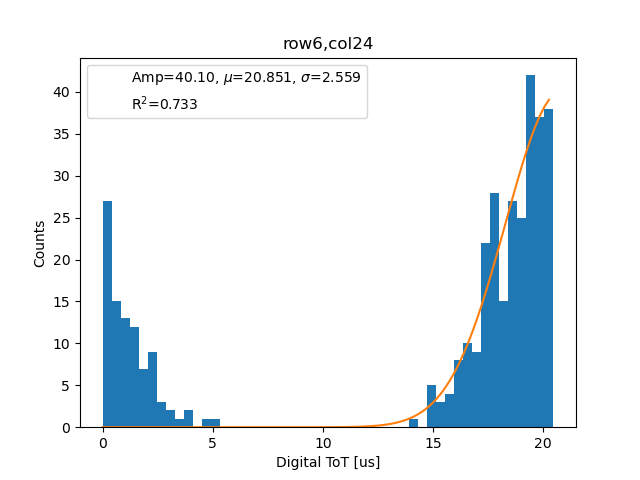 row6,col24
Amp=40.10, μ=20.851, σ=2.559
R²=0.733
40
35
30
25
20
15
10
5
0
Counts
0 5 10 15 20
Digital ToT [us]